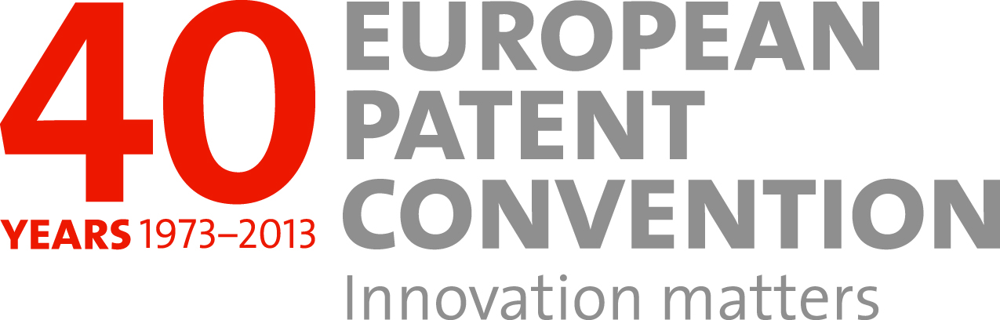 40
YEARS 1973–2013
EUROPEAN
PATENT
CONVENTION
Innovation matters